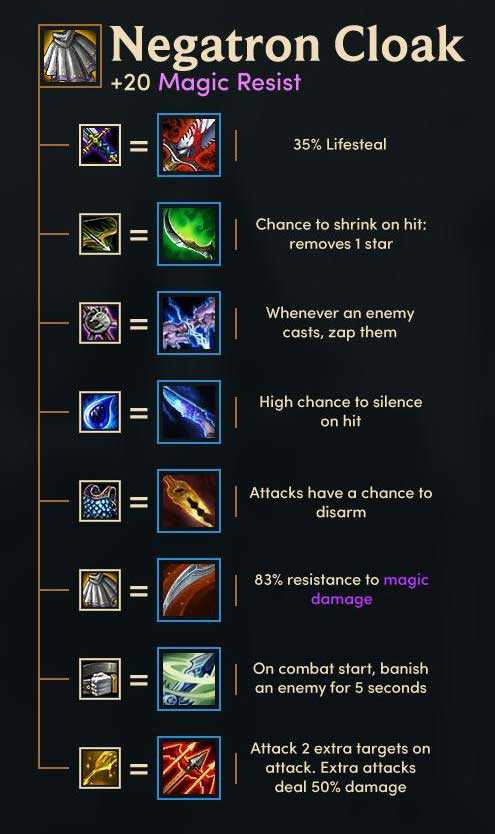 Negatron Cloak
+20 Magic Resist
= 35% Lifesteal
= Chance to shrink on hit:
removes 1 star
= Whenever an enemy
casts, zap them
= High chance to silence
on hit
= Attacks have a chance to
disarm
= 83% resistance to magic
damage
= On combat start, banish
an enemy for 5 seconds
= Attack 2 extra targets on
attack. Extra attacks
deal 50% damage